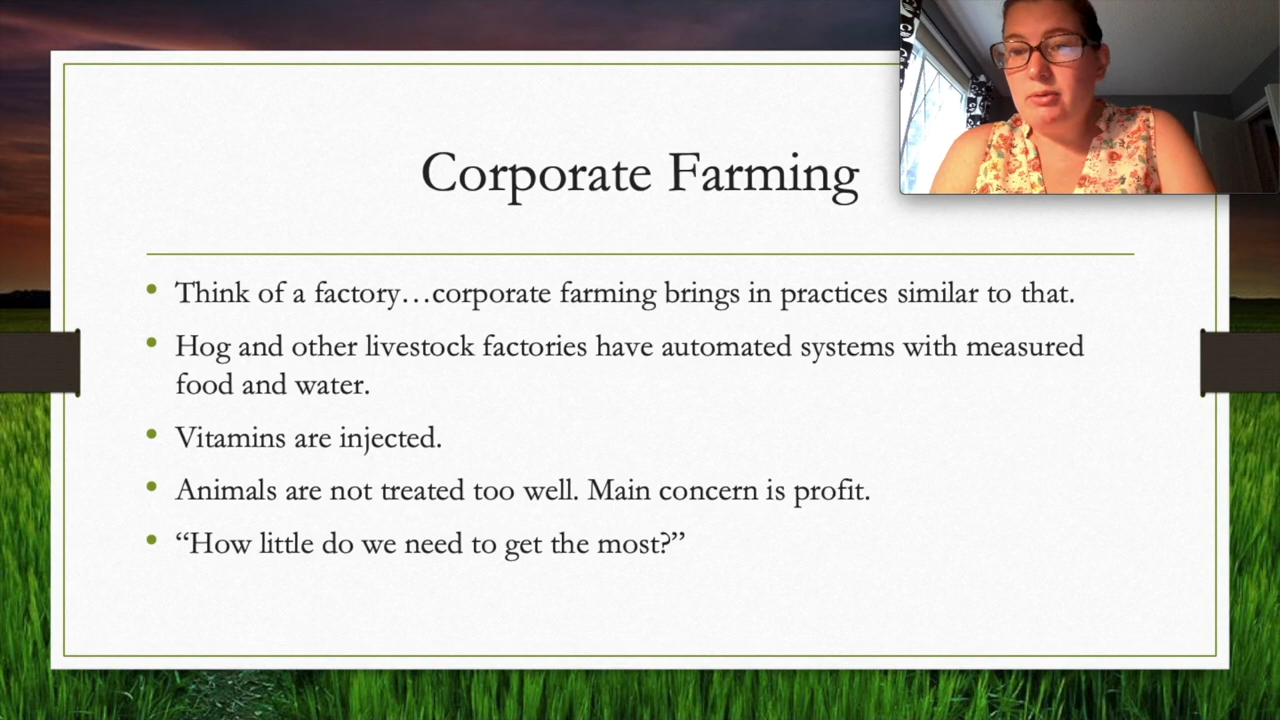 Corporate Farming
• Think of a factory…corporate farming brings in practices similar to that.
• Hog and other livestock factories have automated systems with measured
food and water.
• Vitamins are injected.
• Animals are not treated too well. Main concern is profit.
• “How little do we need to get the most?”